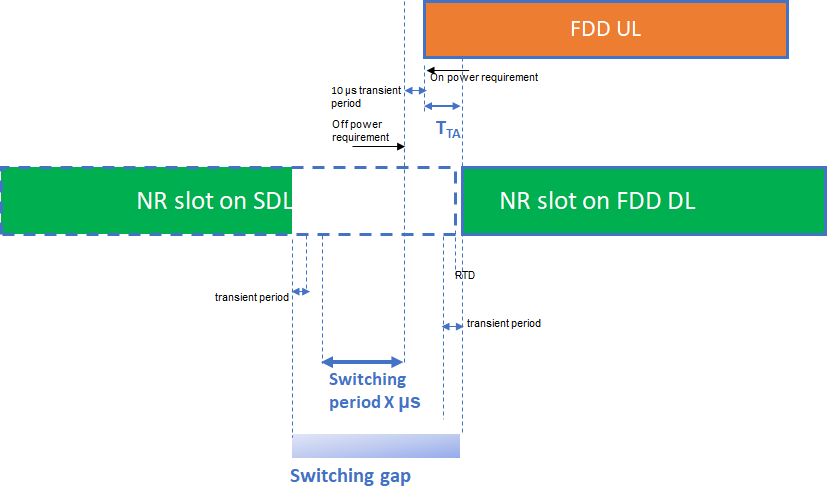 FDD UL
On power requirement
10 µs transient
period
T TA
Off power
requirement
NR slot on SDL
NR slot on FDD DL
RTD
transient period
transient period
Switching
period X µs
Switching gap